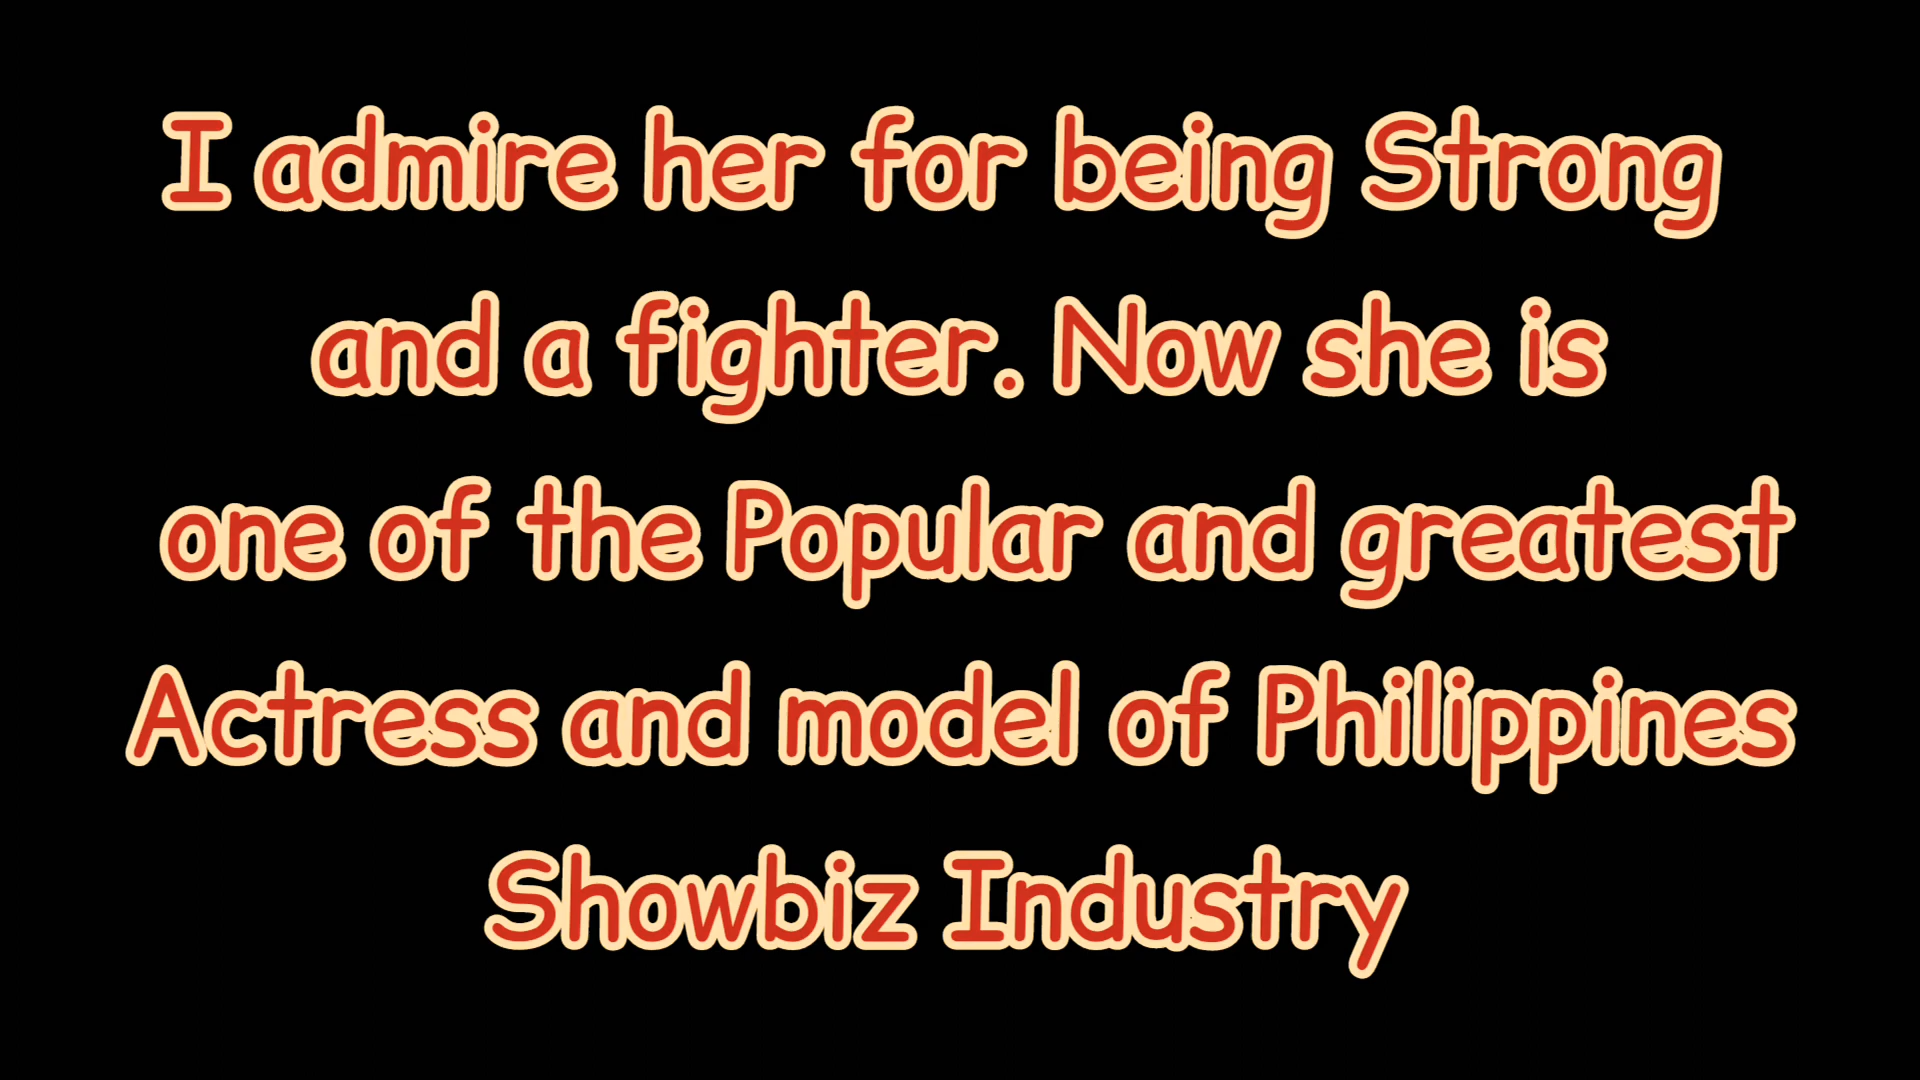 I admire her for being Strong
and a fighter. Now she is
one of the Popular and greatest
Actress and model of Philippines
Showbiz Industry